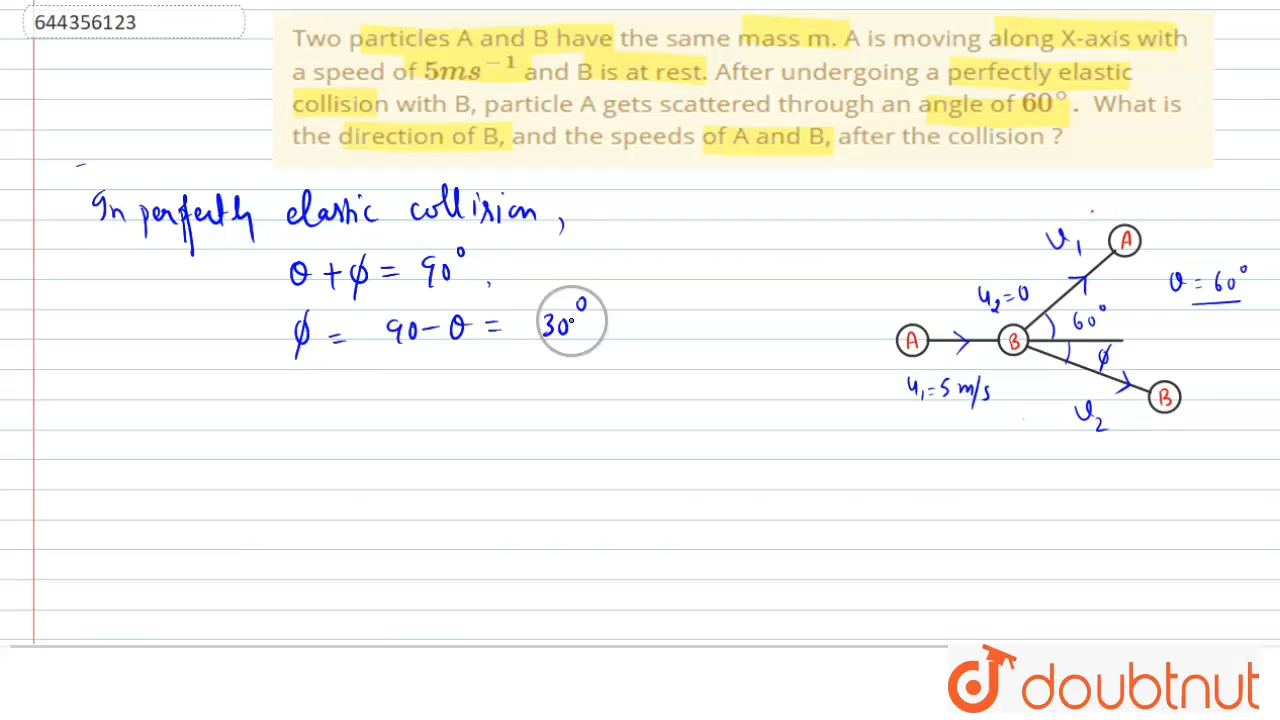 644356123
Two particles A and B have the same mass m. A is moving along X-axis with
a speed of 5ms⁻¹ and B is at rest. After undergoing a perfectly elastic
collision with B, particle A gets scattered through an angle of 60°. What is
the direction of B, and the speeds of A and B, after the collision ?
In perfectly elastic collision,
θ + ϕ = 90°,
ϕ = 90 - θ = 30°
v₁ A
θ = 60°
u₂=0
60°
A B
ϕ
u₁=5 m/s
B
v₂
doubtnut